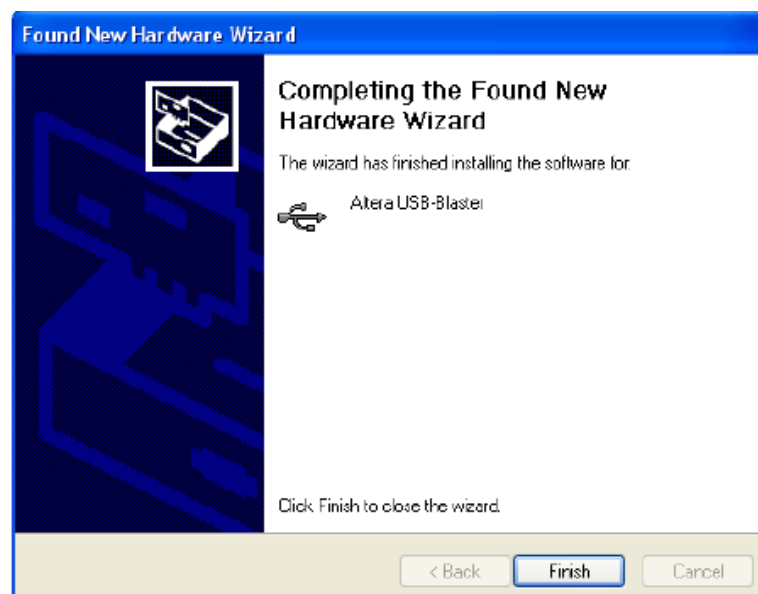 Found New Hardware Wizard
Completing the Found New
Hardware Wizard
The wizard has finished installing the software for:
Altera USB-Blaster
Click Finish to close the wizard.
< Back
Finish
Cancel